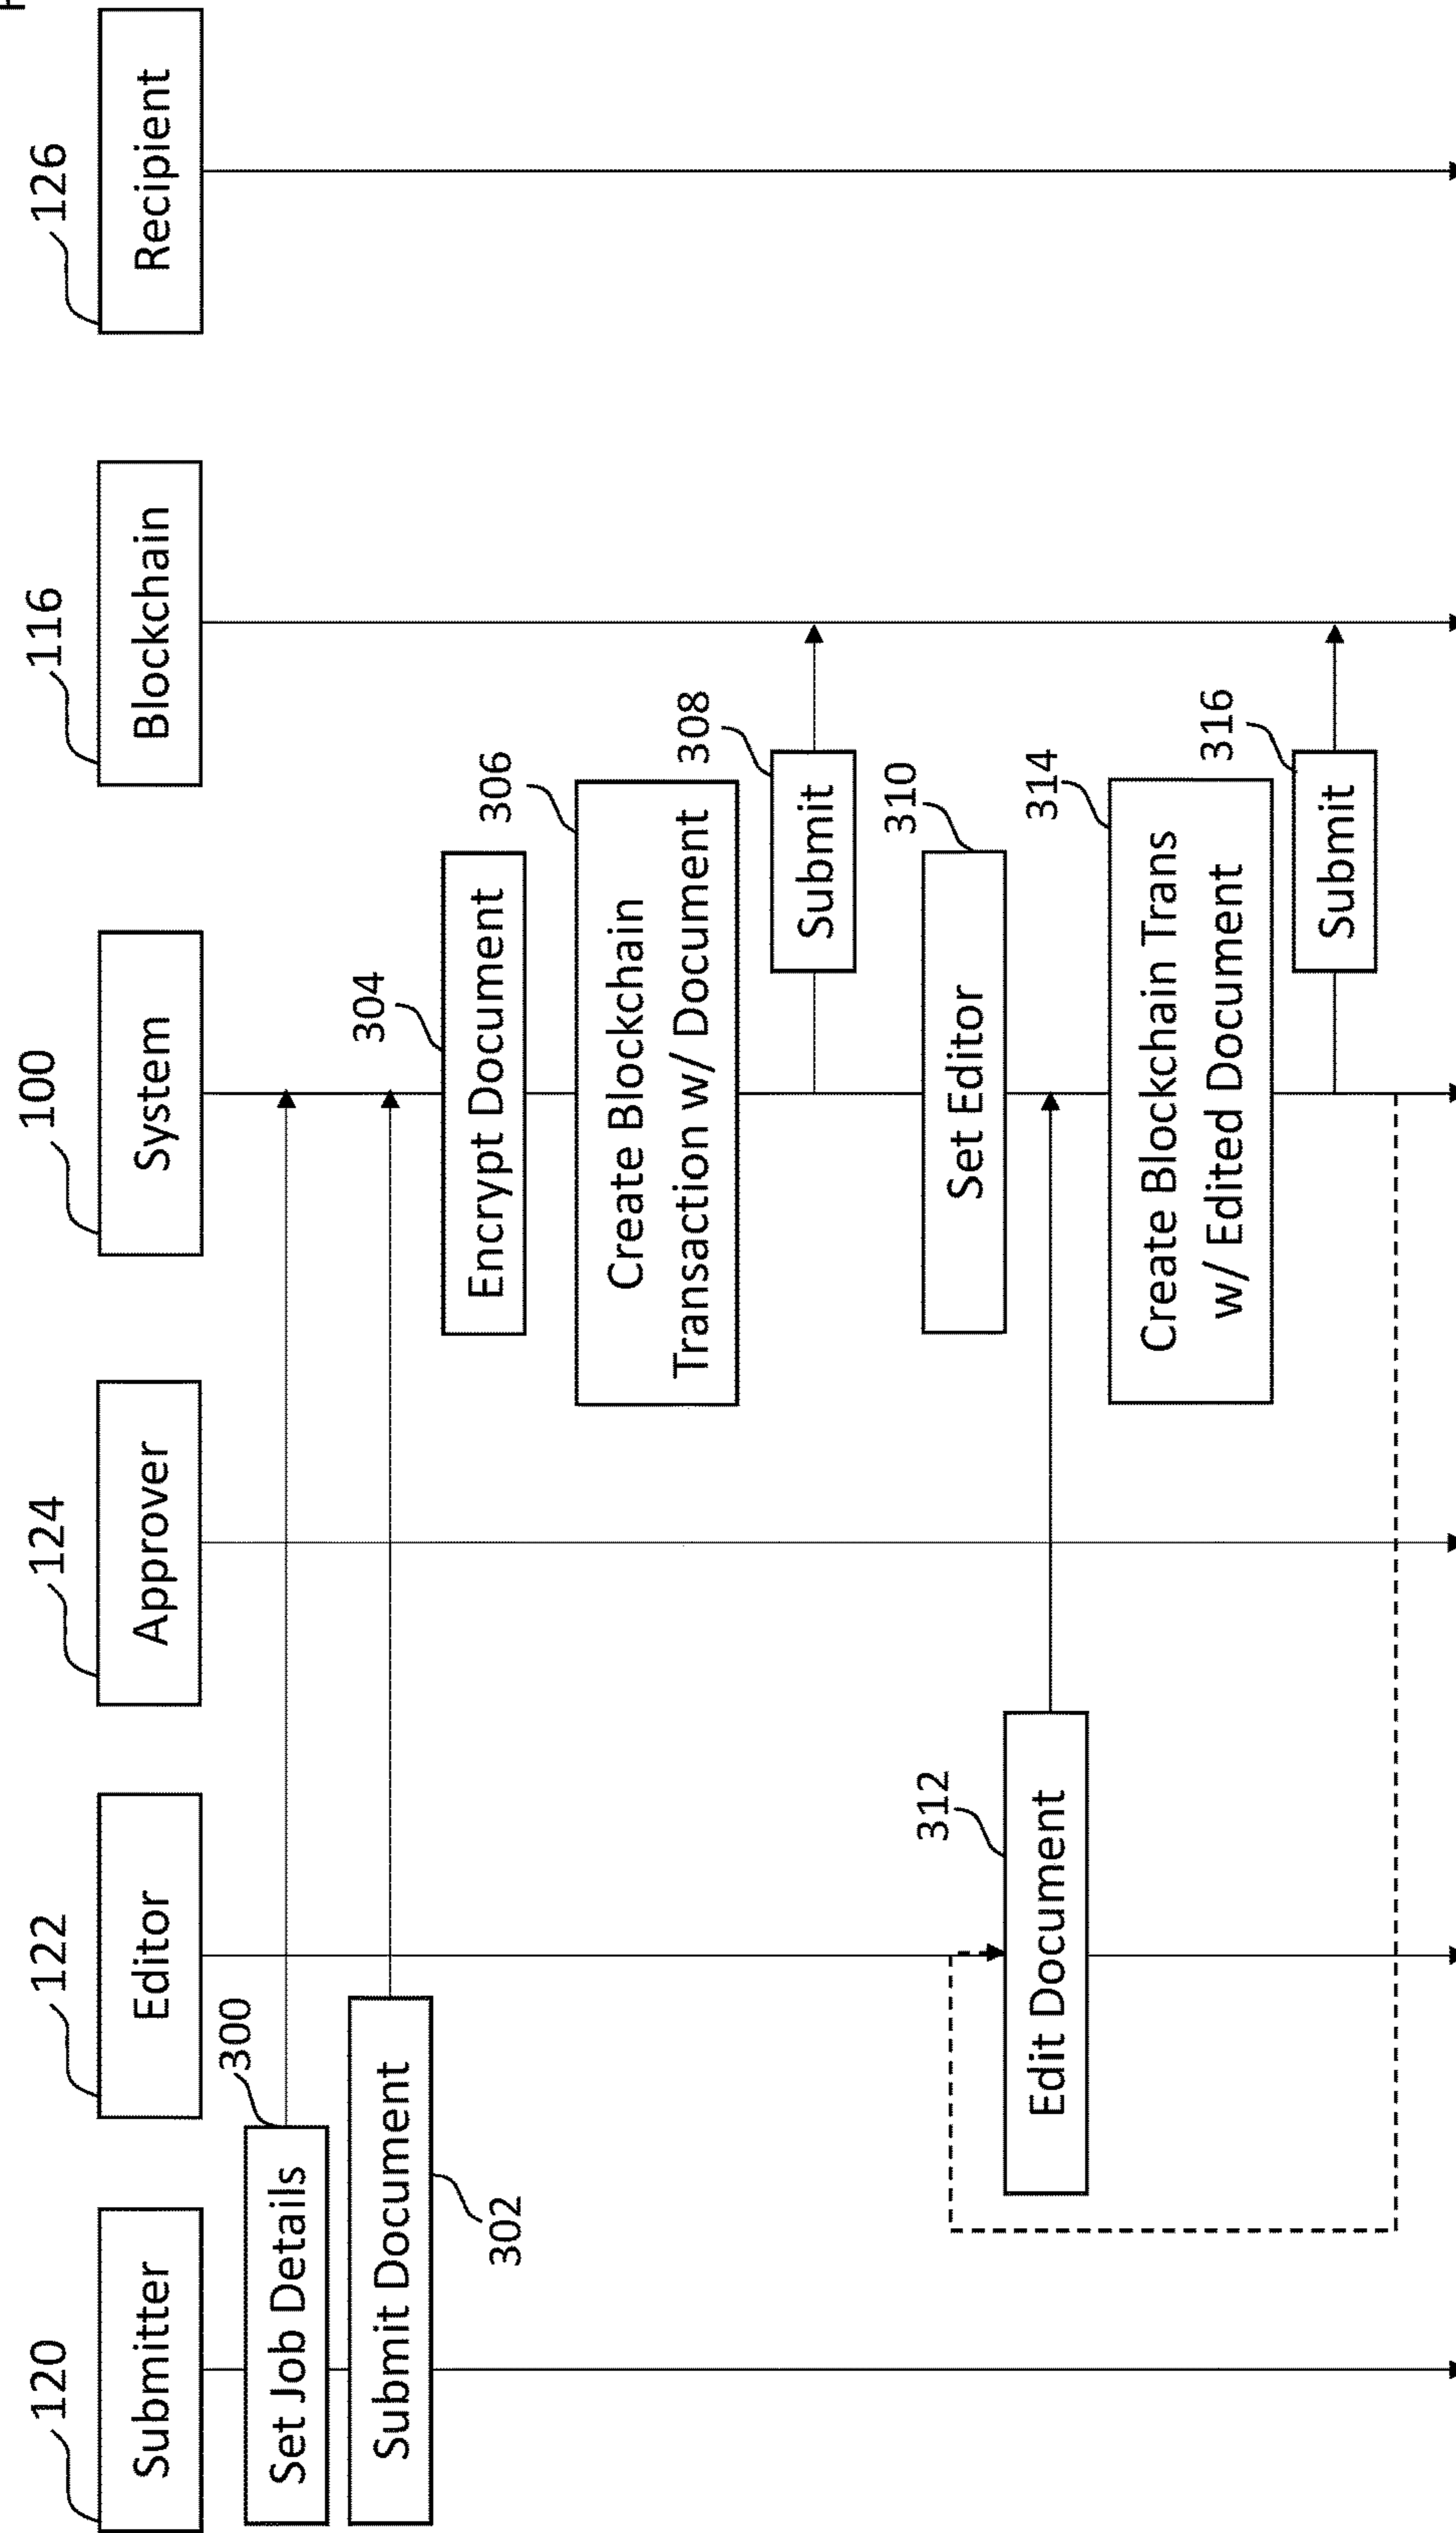 120
Submitter
122
Editor
124
Approver
100
System
116
Blockchain
126
Recipient
300
Set Job Details
Submit Document
302
304
Encrypt Document
306
Create Blockchain
Transaction w/ Document
308
Submit
310
Set Editor
312
Edit Document
314
Create Blockchain Trans
w/ Edited Document
316
Submit